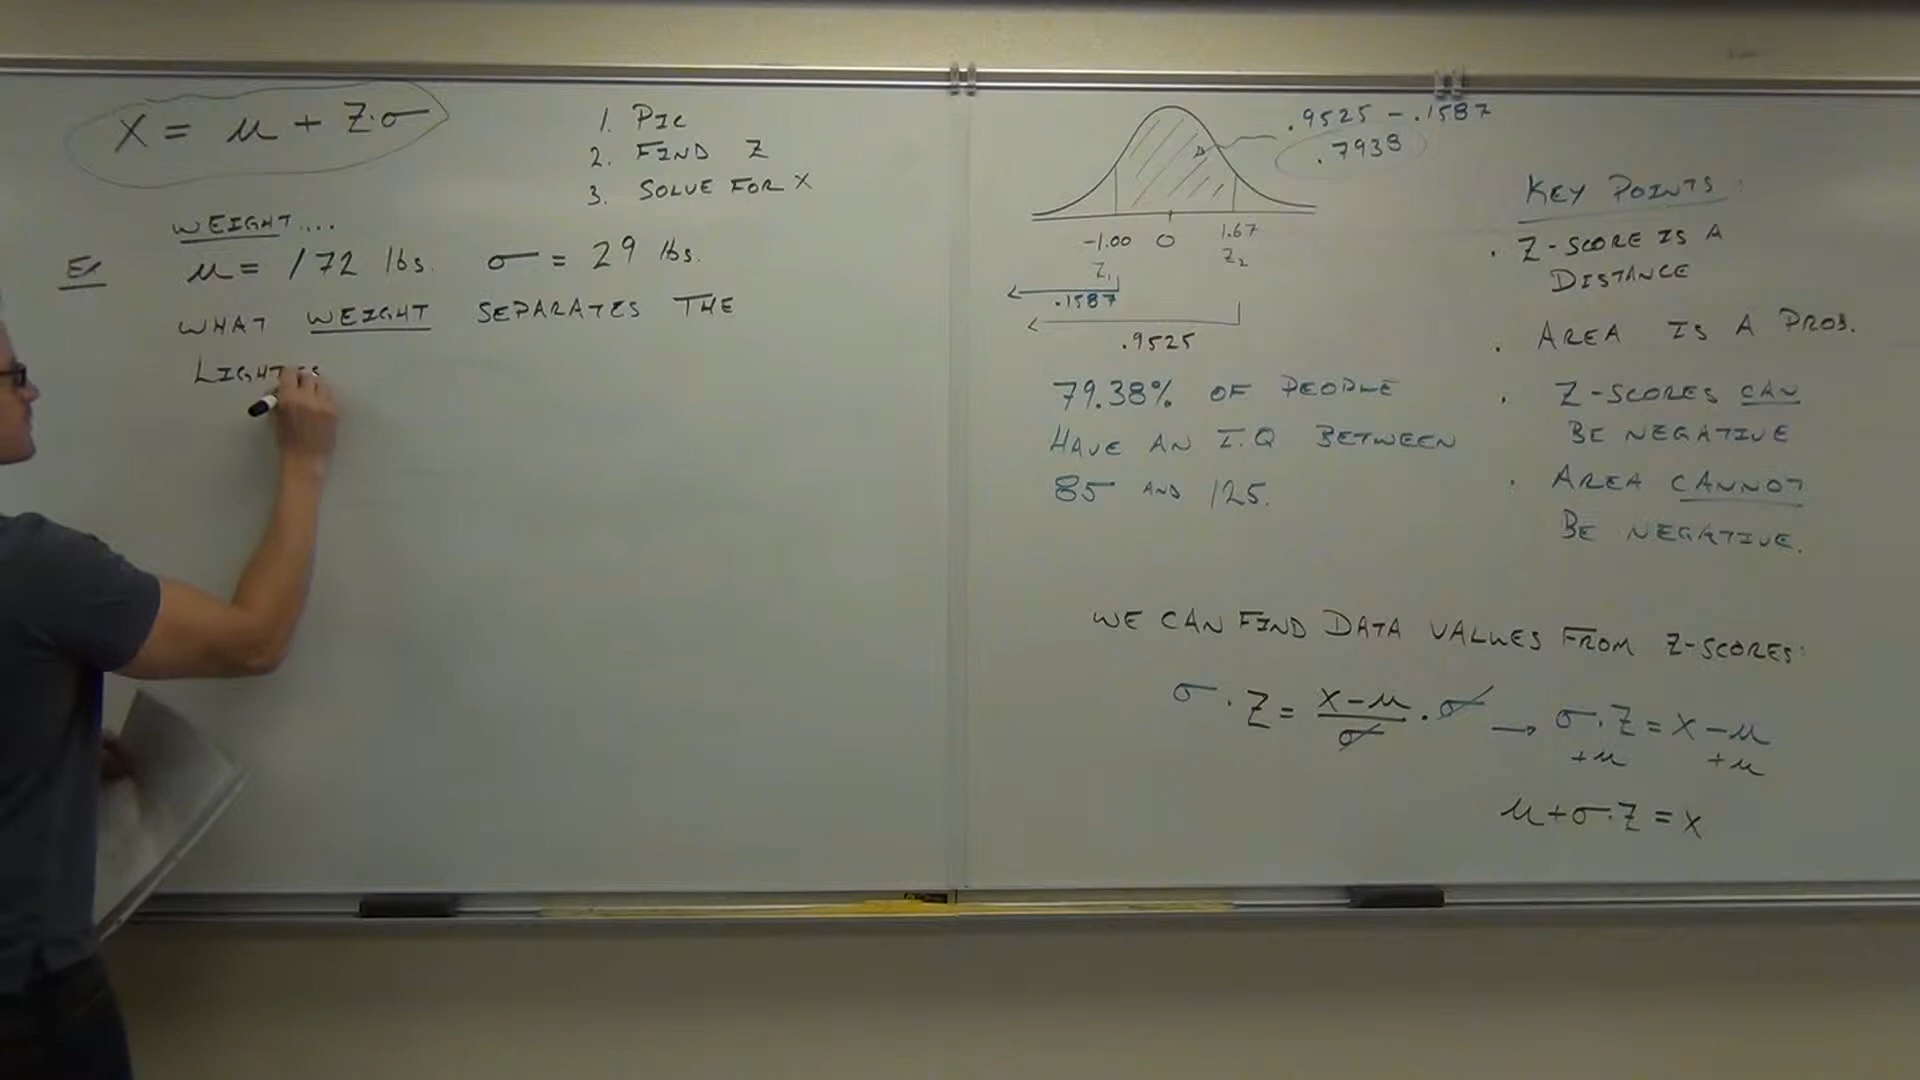 X = μ + Z·σ
1. PIC
2. FIND Z
3. SOLVE FOR X
WEIGHT....
EX μ = 172 lbs. σ = 29 lbs.
WHAT WEIGHT SEPARATES THE
LIGHTES
.9525 - .1587
.7938
-1.00 0 1.67
Z₁ Z₂
.1587
.9525
79.38% OF PEOPLE
HAVE AN I.Q BETWEEN
85 AND 125.
KEY POINTS:
· Z-SCORE IS A
DISTANCE
· AREA IS A PROB.
· Z-SCORES CAN
BE NEGATIVE
· AREA CANNOT
BE NEGATIVE.
WE CAN FIND DATA VALUES FROM Z-SCORES:
σ · Z = (X-μ)/σ · σ → σ·Z = X - μ
+μ +μ
μ + σ·Z = X